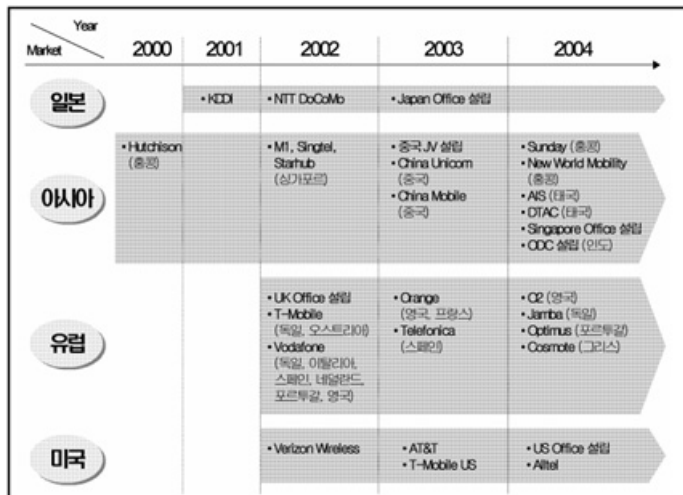 Year
Market
2000 2001 2002 2003 2004
일본
• KDDI
• NTT DoCoMo
• Japan Office 설립
아시아
• Hutchison
(홍콩)
• M1, Singtel,
Starhub
(싱가포르)
• 중국 JV 설립
• China Unicom
(중국)
• China Mobile
(중국)
• Sunday (홍콩)
• New World Mobility
(홍콩)
• AIS (태국)
• DTAC (태국)
• Singapore Office 설립
• ODC 설립 (인도)
유럽
• UK Office 설립
• T-Mobile
(독일, 오스트리아)
• Vodafone
(독일, 이탈리아,
스페인, 네덜란드,
포르투갈, 영국)
• Orange
(영국, 프랑스)
• Telefonica
(스페인)
• O2 (영국)
• Jamba (독일)
• Optimus (포르투갈)
• Cosmote (그리스)
미국
• Verizon Wireless
• AT&T
• T-Mobile US
• US Office 설립
• Alltel